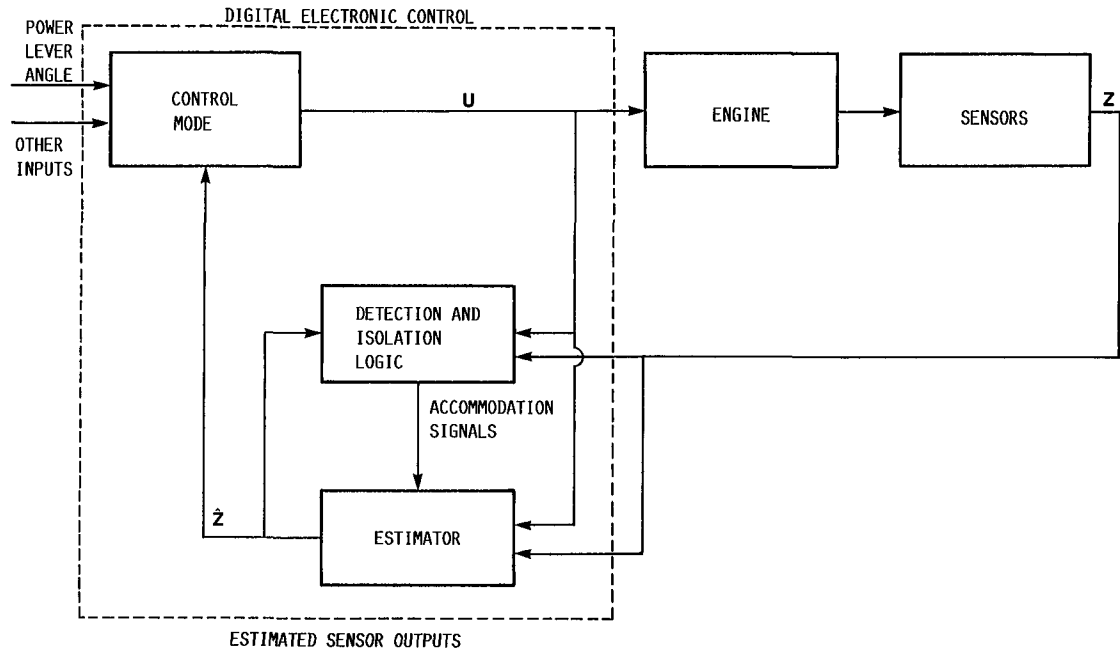 DIGITAL ELECTRONIC CONTROL
POWER
LEVER
ANGLE
OTHER
INPUTS
CONTROL
MODE
U
ENGINE
SENSORS
Z
DETECTION AND
ISOLATION
LOGIC
ACCOMMODATION
SIGNALS
Ẑ
ESTIMATOR
ESTIMATED SENSOR OUTPUTS